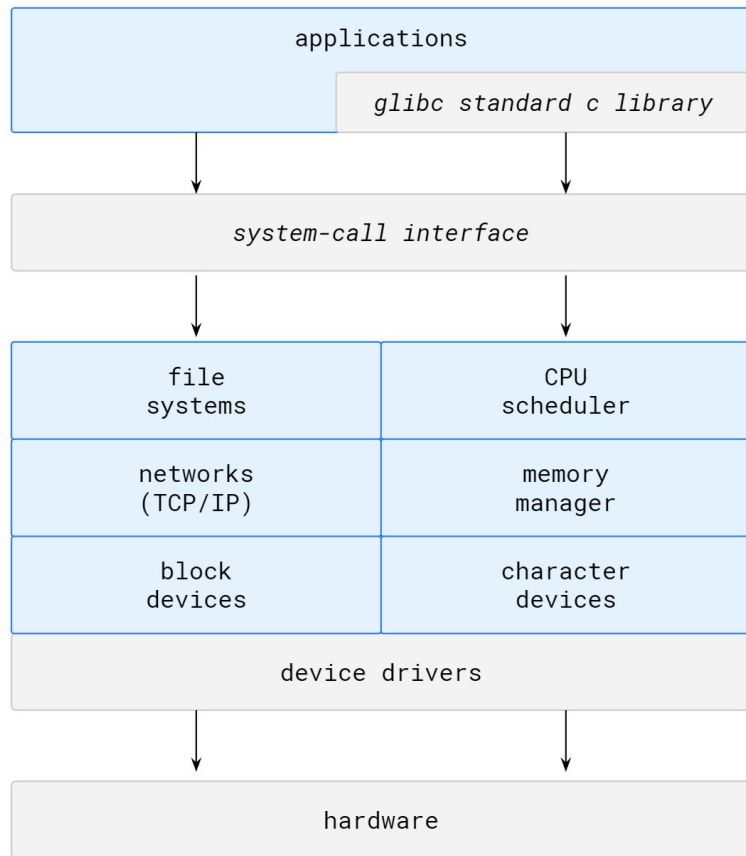 applications
glibc standard c library
system-call interface
file
systems
CPU
scheduler
networks
(TCP/IP)
memory
manager
block
devices
character
devices
device drivers
hardware